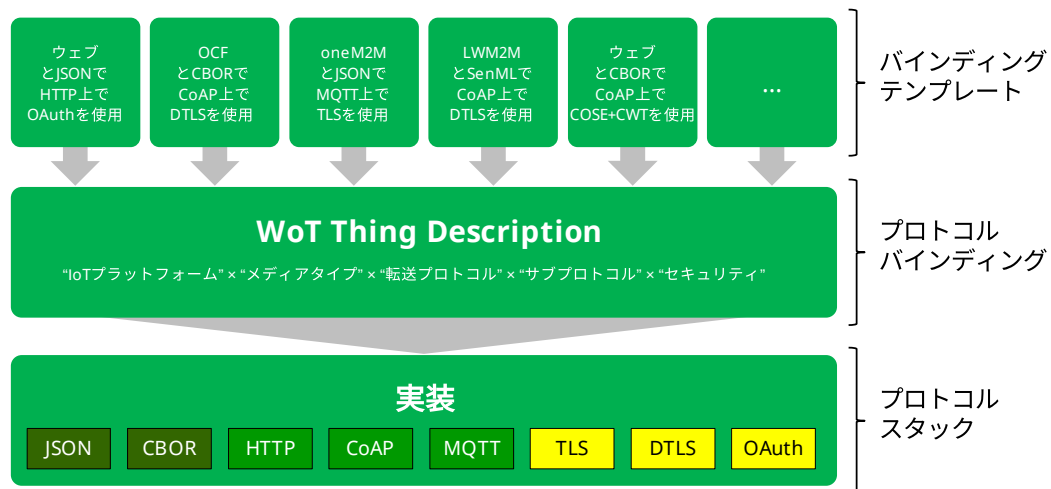 ウェブ
とJSONで
HTTP上で
OAuthを使用
OCF
とCBORで
CoAP上で
DTLSを使用
oneM2M
とJSONで
MQTT上で
TLSを使用
LWM2M
とSenMLで
CoAP上で
DTLSを使用
ウェブ
とCBORで
CoAP上で
COSE+CWTを使用
...
バインディング
テンプレート
WoT Thing Description
“IoTプラットフォーム” × “メディアタイプ” × “転送プロトコル” × “サブプロトコル” × “セキュリティ”
プロトコル
バインディング
実装
JSON
CBOR
HTTP
CoAP
MQTT
TLS
DTLS
OAuth
プロトコル
スタック